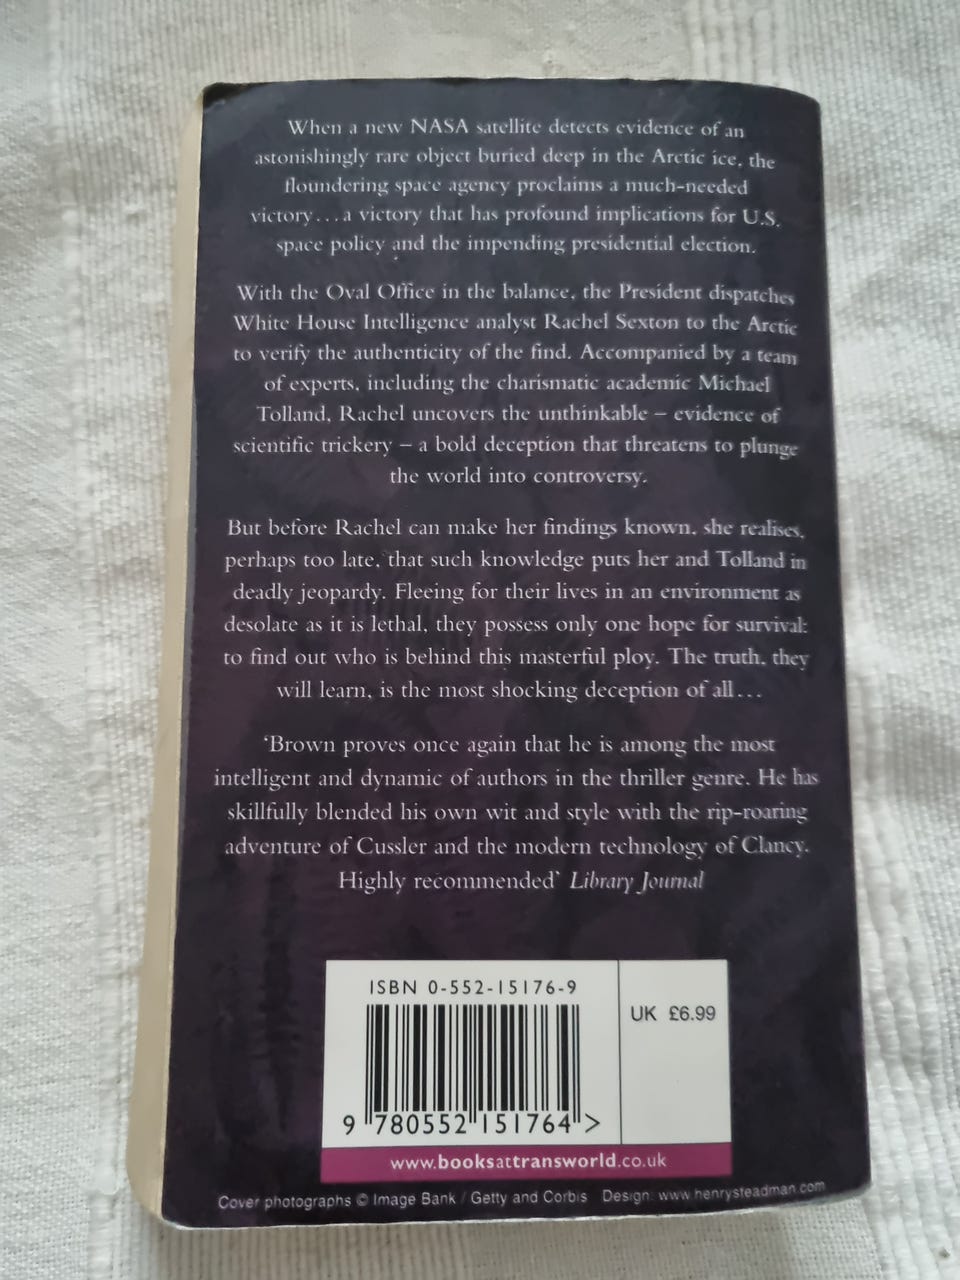 When a new NASA satellite detects evidence of an
astonishingly rare object buried deep in the Arctic ice, the
floundering space agency proclaims a much-needed
victory...a victory that has profound implications for U.S.
space policy and the impending presidential election.
With the Oval Office in the balance, the President dispatches
White House Intelligence analyst Rachel Sexton to the Arctic
to verify the authenticity of the find. Accompanied by a team
of experts, including the charismatic academic Michael
Tolland, Rachel uncovers the unthinkable – evidence of
scientific trickery – a bold deception that threatens to plunge
the world into controversy.
But before Rachel can make her findings known, she realises,
perhaps too late, that such knowledge puts her and Tolland in
deadly jeopardy. Fleeing for their lives in an environment as
desolate as it is lethal, they possess only one hope for survival:
to find out who is behind this masterful ploy. The truth, they
will learn, is the most shocking deception of all...
‘Brown proves once again that he is among the most
intelligent and dynamic of authors in the thriller genre. He has
skillfully blended his own wit and style with the rip-roaring
adventure of Cussler and the modern technology of Clancy.
Highly recommended’ Library Journal
ISBN 0-552-15176-9
UK £6.99
9 780552 151764 >
www.booksattransworld.co.uk
Cover photographs © Image Bank / Getty and Corbis Design: www.henrysteadman.com